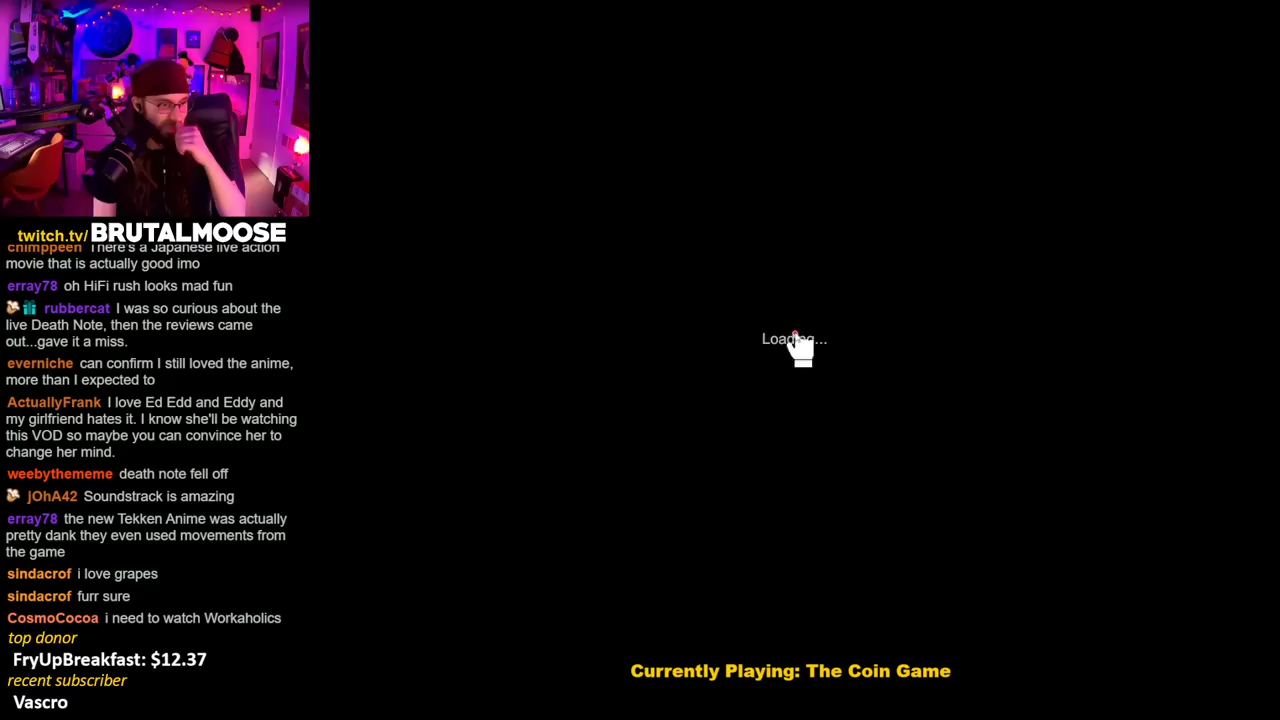 twitch.tv/BRUTALMOOSE
chimppeen There's a Japanese live action
movie that is actually good imo
erray78 oh HiFi rush looks mad fun
rubbercat I was so curious about the
live Death Note, then the reviews came
out...gave it a miss.
everniche can confirm I still loved the anime,
more than I expected to
ActuallyFrank I love Ed Edd and Eddy and
my girlfriend hates it. I know she'll be watching
this VOD so maybe you can convince her to
change her mind.
weebythememe death note fell off
jOhA42 Soundstrack is amazing
erray78 the new Tekken Anime was actually
pretty dank they even used movements from
the game
sindacrof i love grapes
sindacrof furr sure
CosmoCocoa i need to watch Workaholics
top donor
FryUpBreakfast: $12.37
recent subscriber
Vascro
Loading...
Currently Playing: The Coin Game